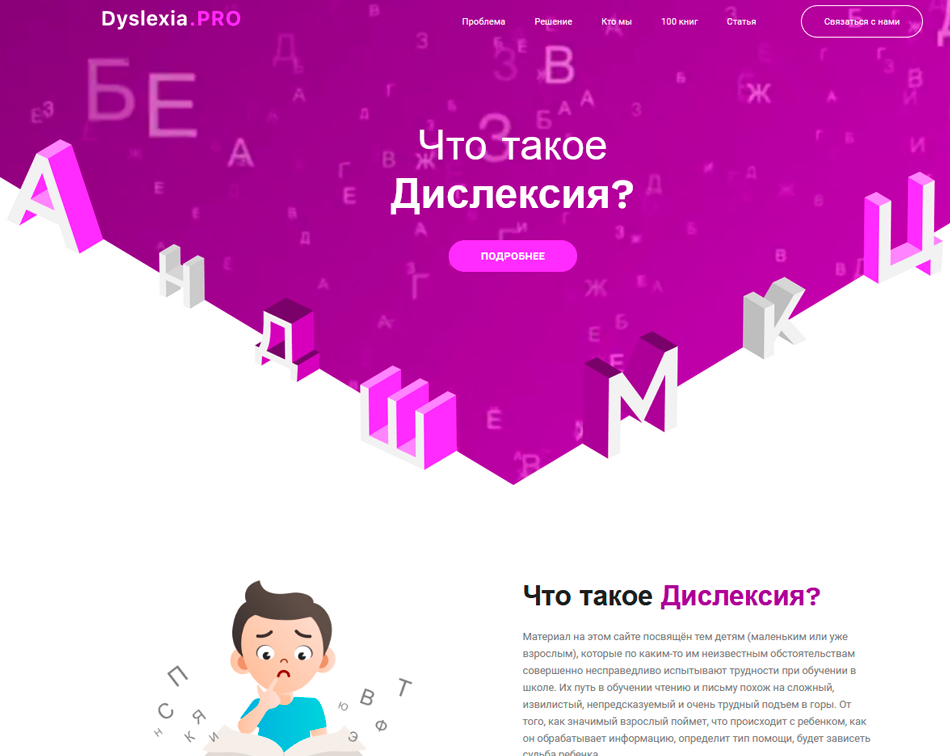 Dyslexia.PRO
Проблема Решение Кто мы 100 книг Статья Связаться с нами
Что такое
Дислексия?
ПОДРОБНЕЕ
А Н Д Ш М К Ц
Что такое Дислексия?
Материал на этом сайте посвящён тем детям (маленьким или уже
взрослым), которые по каким-то им неизвестным обстоятельствам
совершенно несправедливо испытывают трудности при обучении в
школе. Их путь в обучении чтению и письму похож на сложный,
извилистый, непредсказуемый и очень трудный подъем в горы. От
того, как значимый взрослый поймет, что происходит с ребенком, как
он обрабатывает информацию, определит тип помощи, будет зависеть
судьба ребенка.